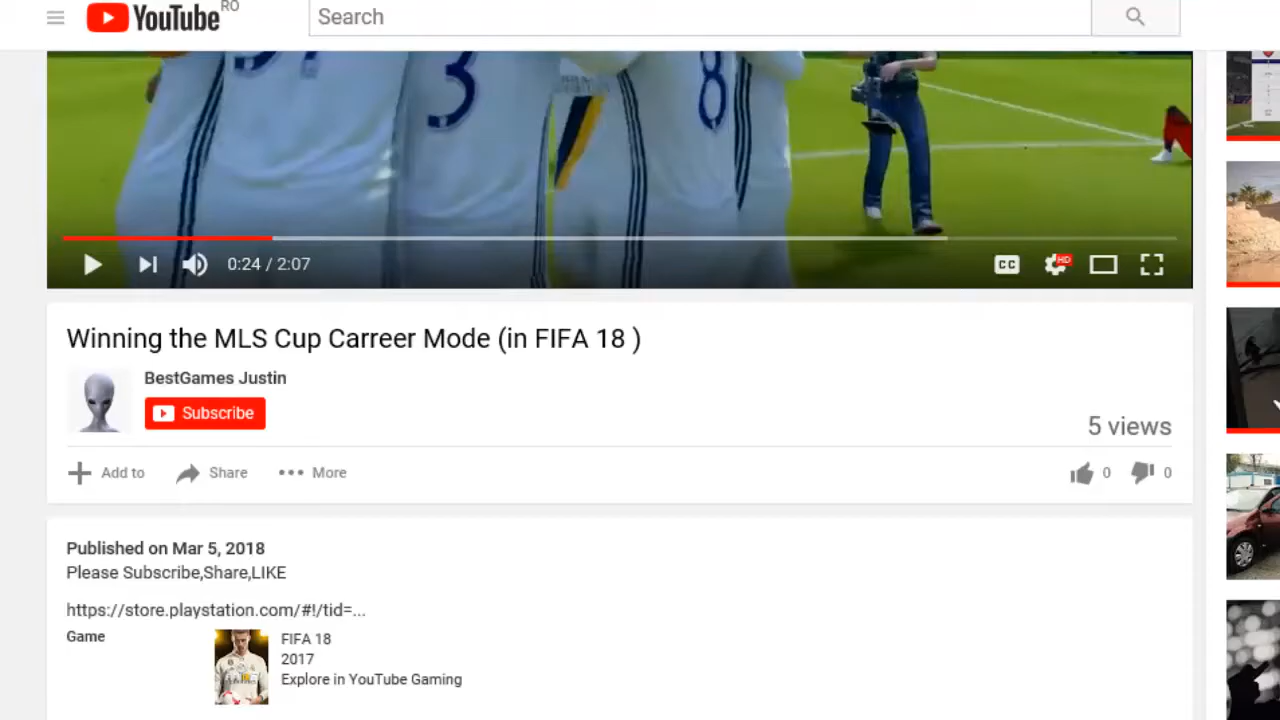 YouTube RO
Search
3
8
0:24 / 2:07
CC
HD
Winning the MLS Cup Carreer Mode (in FIFA 18 )
BestGames Justin
Subscribe
5 views
Add to
Share
More
0
0
Published on Mar 5, 2018
Please Subscribe,Share,LIKE
https://store.playstation.com/#!/tid=...
Game
FIFA 18
2017
Explore in YouTube Gaming